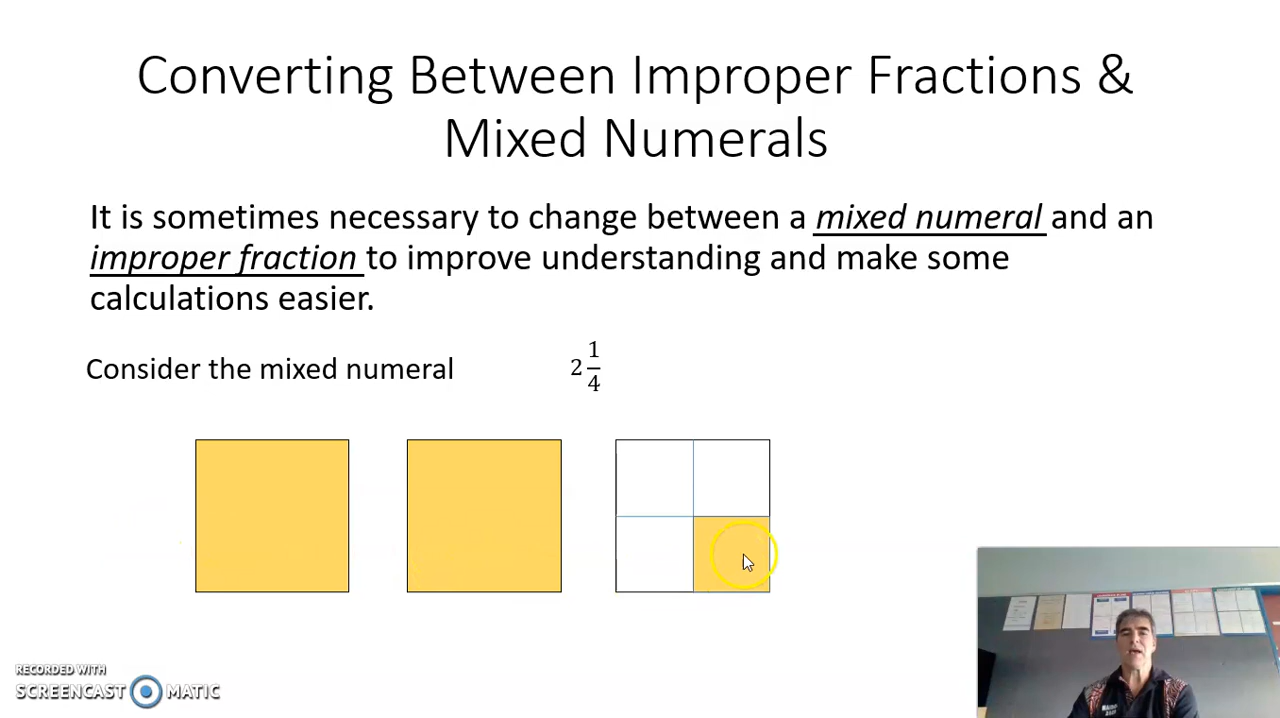 Converting Between Improper Fractions &
Mixed Numerals
It is sometimes necessary to change between a mixed numeral and an
improper fraction to improve understanding and make some
calculations easier.
Consider the mixed numeral 2 1/4
RECORDED WITH
SCREENCAST MATIC